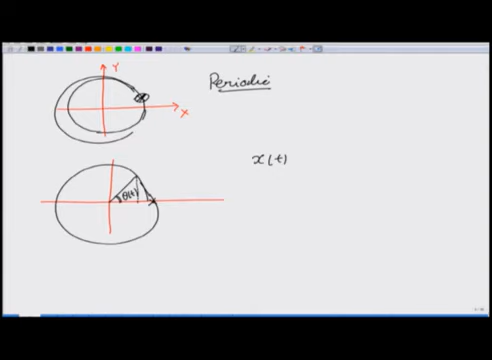 Y
Periodic
X
x(t)
θ(t)